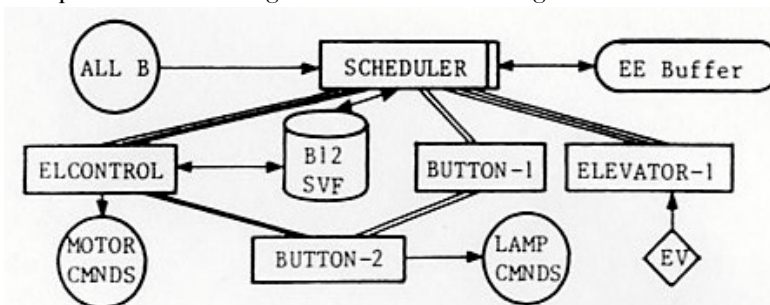 ALL B
SCHEDULER
EE Buffer
ELCONTROL
B12
SVF
BUTTON-1
ELEVATOR-1
MOTOR
CMNDS
BUTTON-2
LAMP
CMNDS
EV